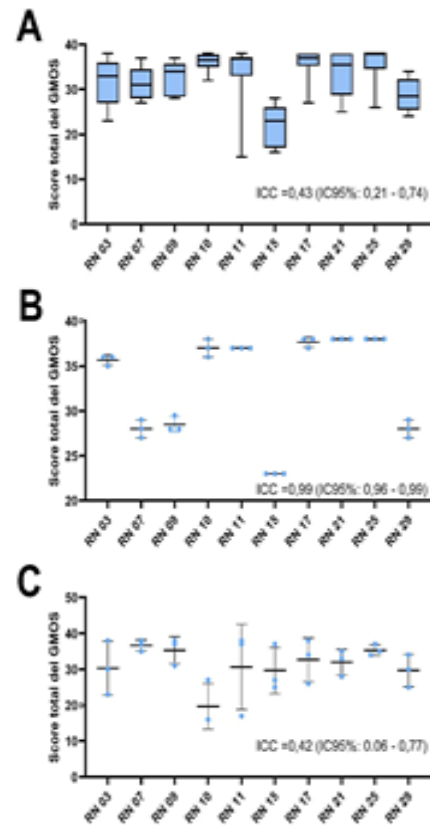 A
Score total del GMOS
40
30
20
10
0
ICC =0,43 (IC95%: 0,21 - 0,74)
RN 03 RN 07 RN 09 RN 10 RN 11 RN 15 RN 17 RN 21 RN 25 RN 29
B
Score total del GMOS
40
35
30
25
20
ICC =0,99 (IC95%: 0,96 - 0,99)
RN 03 RN 07 RN 09 RN 10 RN 11 RN 15 RN 17 RN 21 RN 25 RN 29
C
Score total del GMOS
50
40
30
20
10
0
ICC =0,42 (IC95%: 0.06 - 0,77)
RN 03 RN 07 RN 09 RN 10 RN 11 RN 15 RN 17 RN 21 RN 25 RN 29